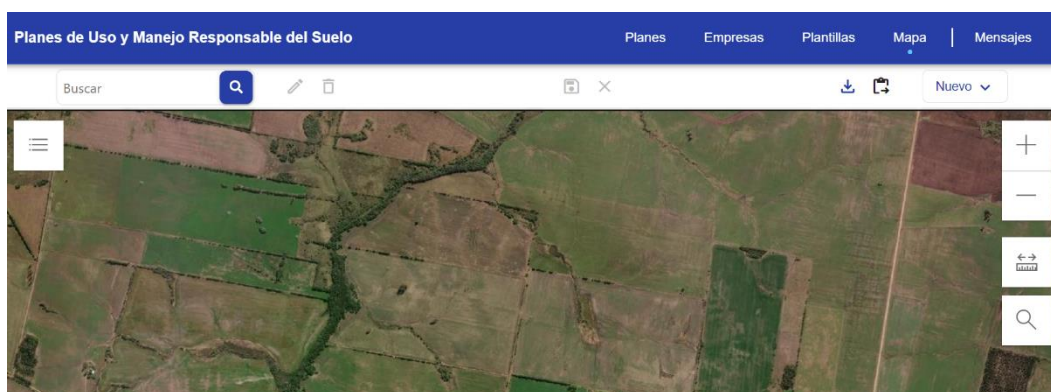 Planes de Uso y Manejo Responsable del Suelo
Planes Empresas Plantillas Mapa Mensajes
Buscar Nuevo